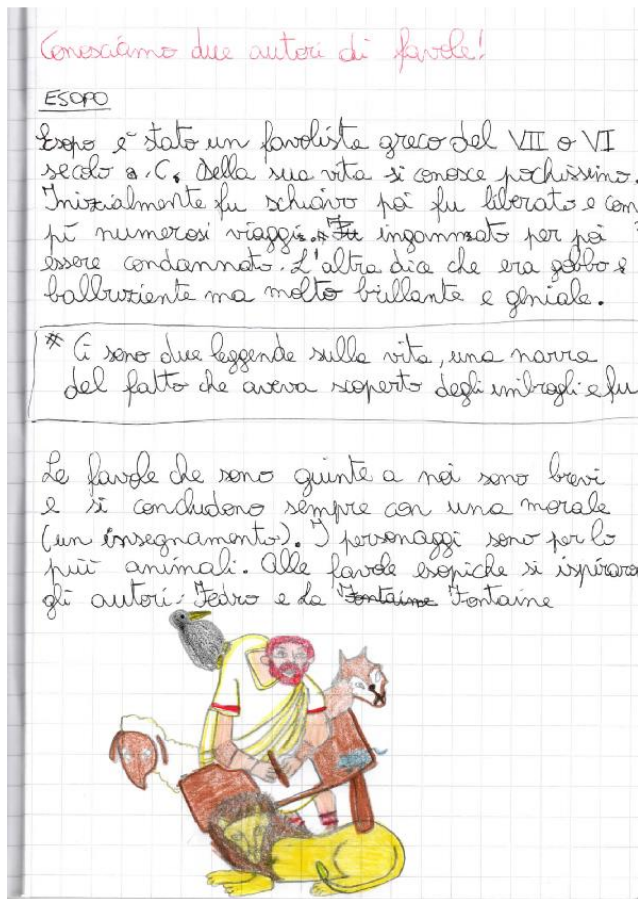 Conosciamo due autori di favole!
ESOPO
Esopo è stato un favolista greco del VII o VI
secolo a.C. Della sua vita si conosce pochissimo.
Inizialmente fu schiavo poi fu liberato e com
pì numerosi viaggi. * Fu ingannato per poi
essere condannato. L'altra dice che era gobbo e
balbuziente ma molto brillante e geniale.
* Ci sono due leggende sulla vita, una narra
del fatto che aveva scoperto degli imbrogli e fu
Le favole che sono giunte a noi sono brevi
e si concludono sempre con una morale
(un insegnamento). I personaggi sono per lo
più animali. Alle favole esopiche si ispiraro
gli autori: Fedro e La Fontaine Fontaine